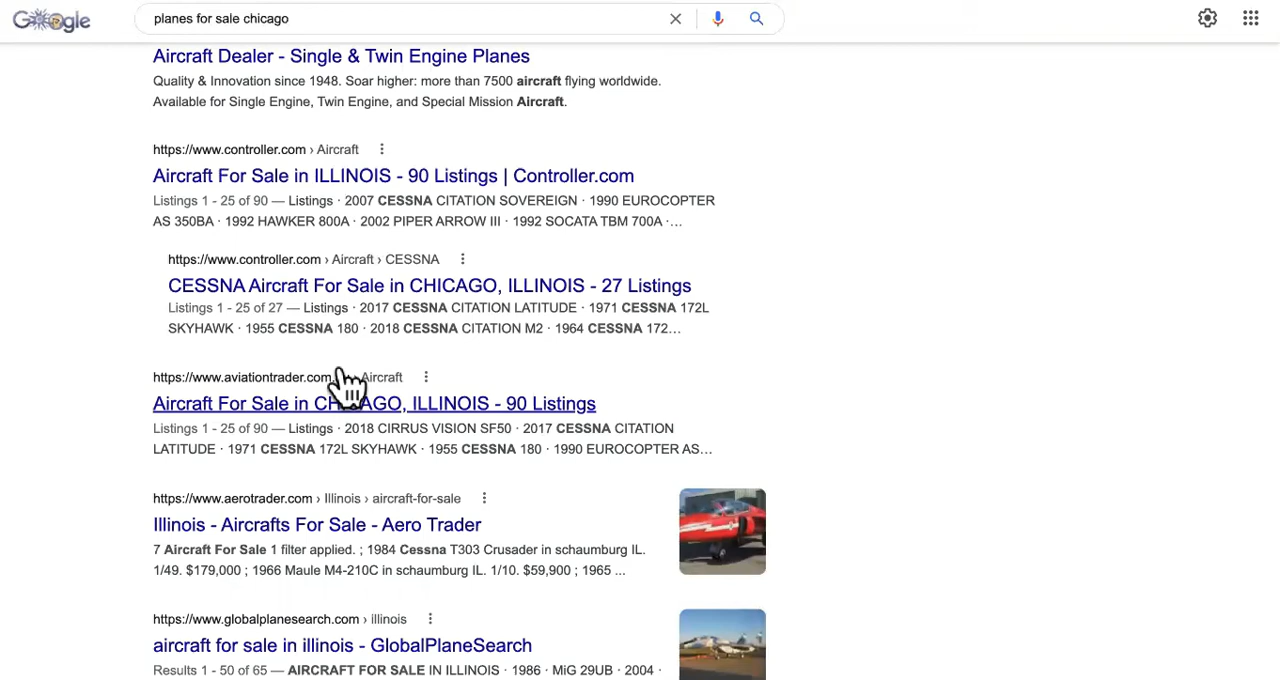 Google
planes for sale chicago
Aircraft Dealer - Single & Twin Engine Planes
Quality & Innovation since 1948. Soar higher: more than 7500 aircraft flying worldwide.
Available for Single Engine, Twin Engine, and Special Mission Aircraft.
https://www.controller.com › Aircraft
Aircraft For Sale in ILLINOIS - 90 Listings | Controller.com
Listings 1 - 25 of 90 — Listings · 2007 CESSNA CITATION SOVEREIGN · 1990 EUROCOPTER
AS 350BA · 1992 HAWKER 800A · 2002 PIPER ARROW III · 1992 SOCATA TBM 700A ·...
https://www.controller.com › Aircraft › CESSNA
CESSNA Aircraft For Sale in CHICAGO, ILLINOIS - 27 Listings
Listings 1 - 25 of 27 — Listings · 2017 CESSNA CITATION LATITUDE · 1971 CESSNA 172L
SKYHAWK · 1955 CESSNA 180 · 2018 CESSNA CITATION M2 · 1964 CESSNA 172...
https://www.aviationtrader.com Aircraft
Aircraft For Sale in CHICAGO, ILLINOIS - 90 Listings
Listings 1 - 25 of 90 — Listings · 2018 CIRRUS VISION SF50 · 2017 CESSNA CITATION
LATITUDE · 1971 CESSNA 172L SKYHAWK · 1955 CESSNA 180 · 1990 EUROCOPTER AS...
https://www.aerotrader.com › Illinois › aircraft-for-sale
Illinois - Aircrafts For Sale - Aero Trader
7 Aircraft For Sale 1 filter applied. ; 1984 Cessna T303 Crusader in schaumburg IL.
1/49. $179,000 ; 1966 Maule M4-210C in schaumburg IL. 1/10. $59,900 ; 1965 ...
https://www.globalplanesearch.com › illinois
aircraft for sale in illinois - GlobalPlaneSearch
Results 1 - 50 of 65 — AIRCRAFT FOR SALE IN ILLINOIS · 1986 · MiG 29UB · 2004 ·